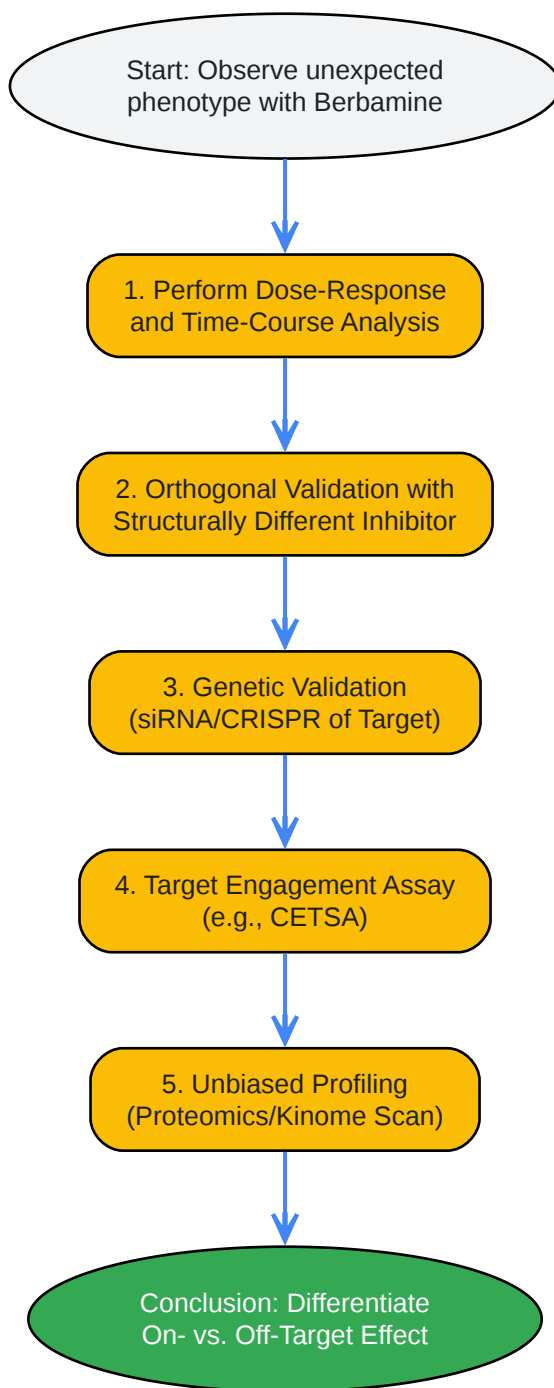 Start: Observe unexpected
phenotype with Berbamine
1. Perform Dose-Response
and Time-Course Analysis
2. Orthogonal Validation with
Structurally Different Inhibitor
3. Genetic Validation
(siRNA/CRISPR of Target)
4. Target Engagement Assay
(e.g., CETSA)
5. Unbiased Profiling
(Proteomics/Kinome Scan)
Conclusion: Differentiate
On- vs. Off-Target Effect